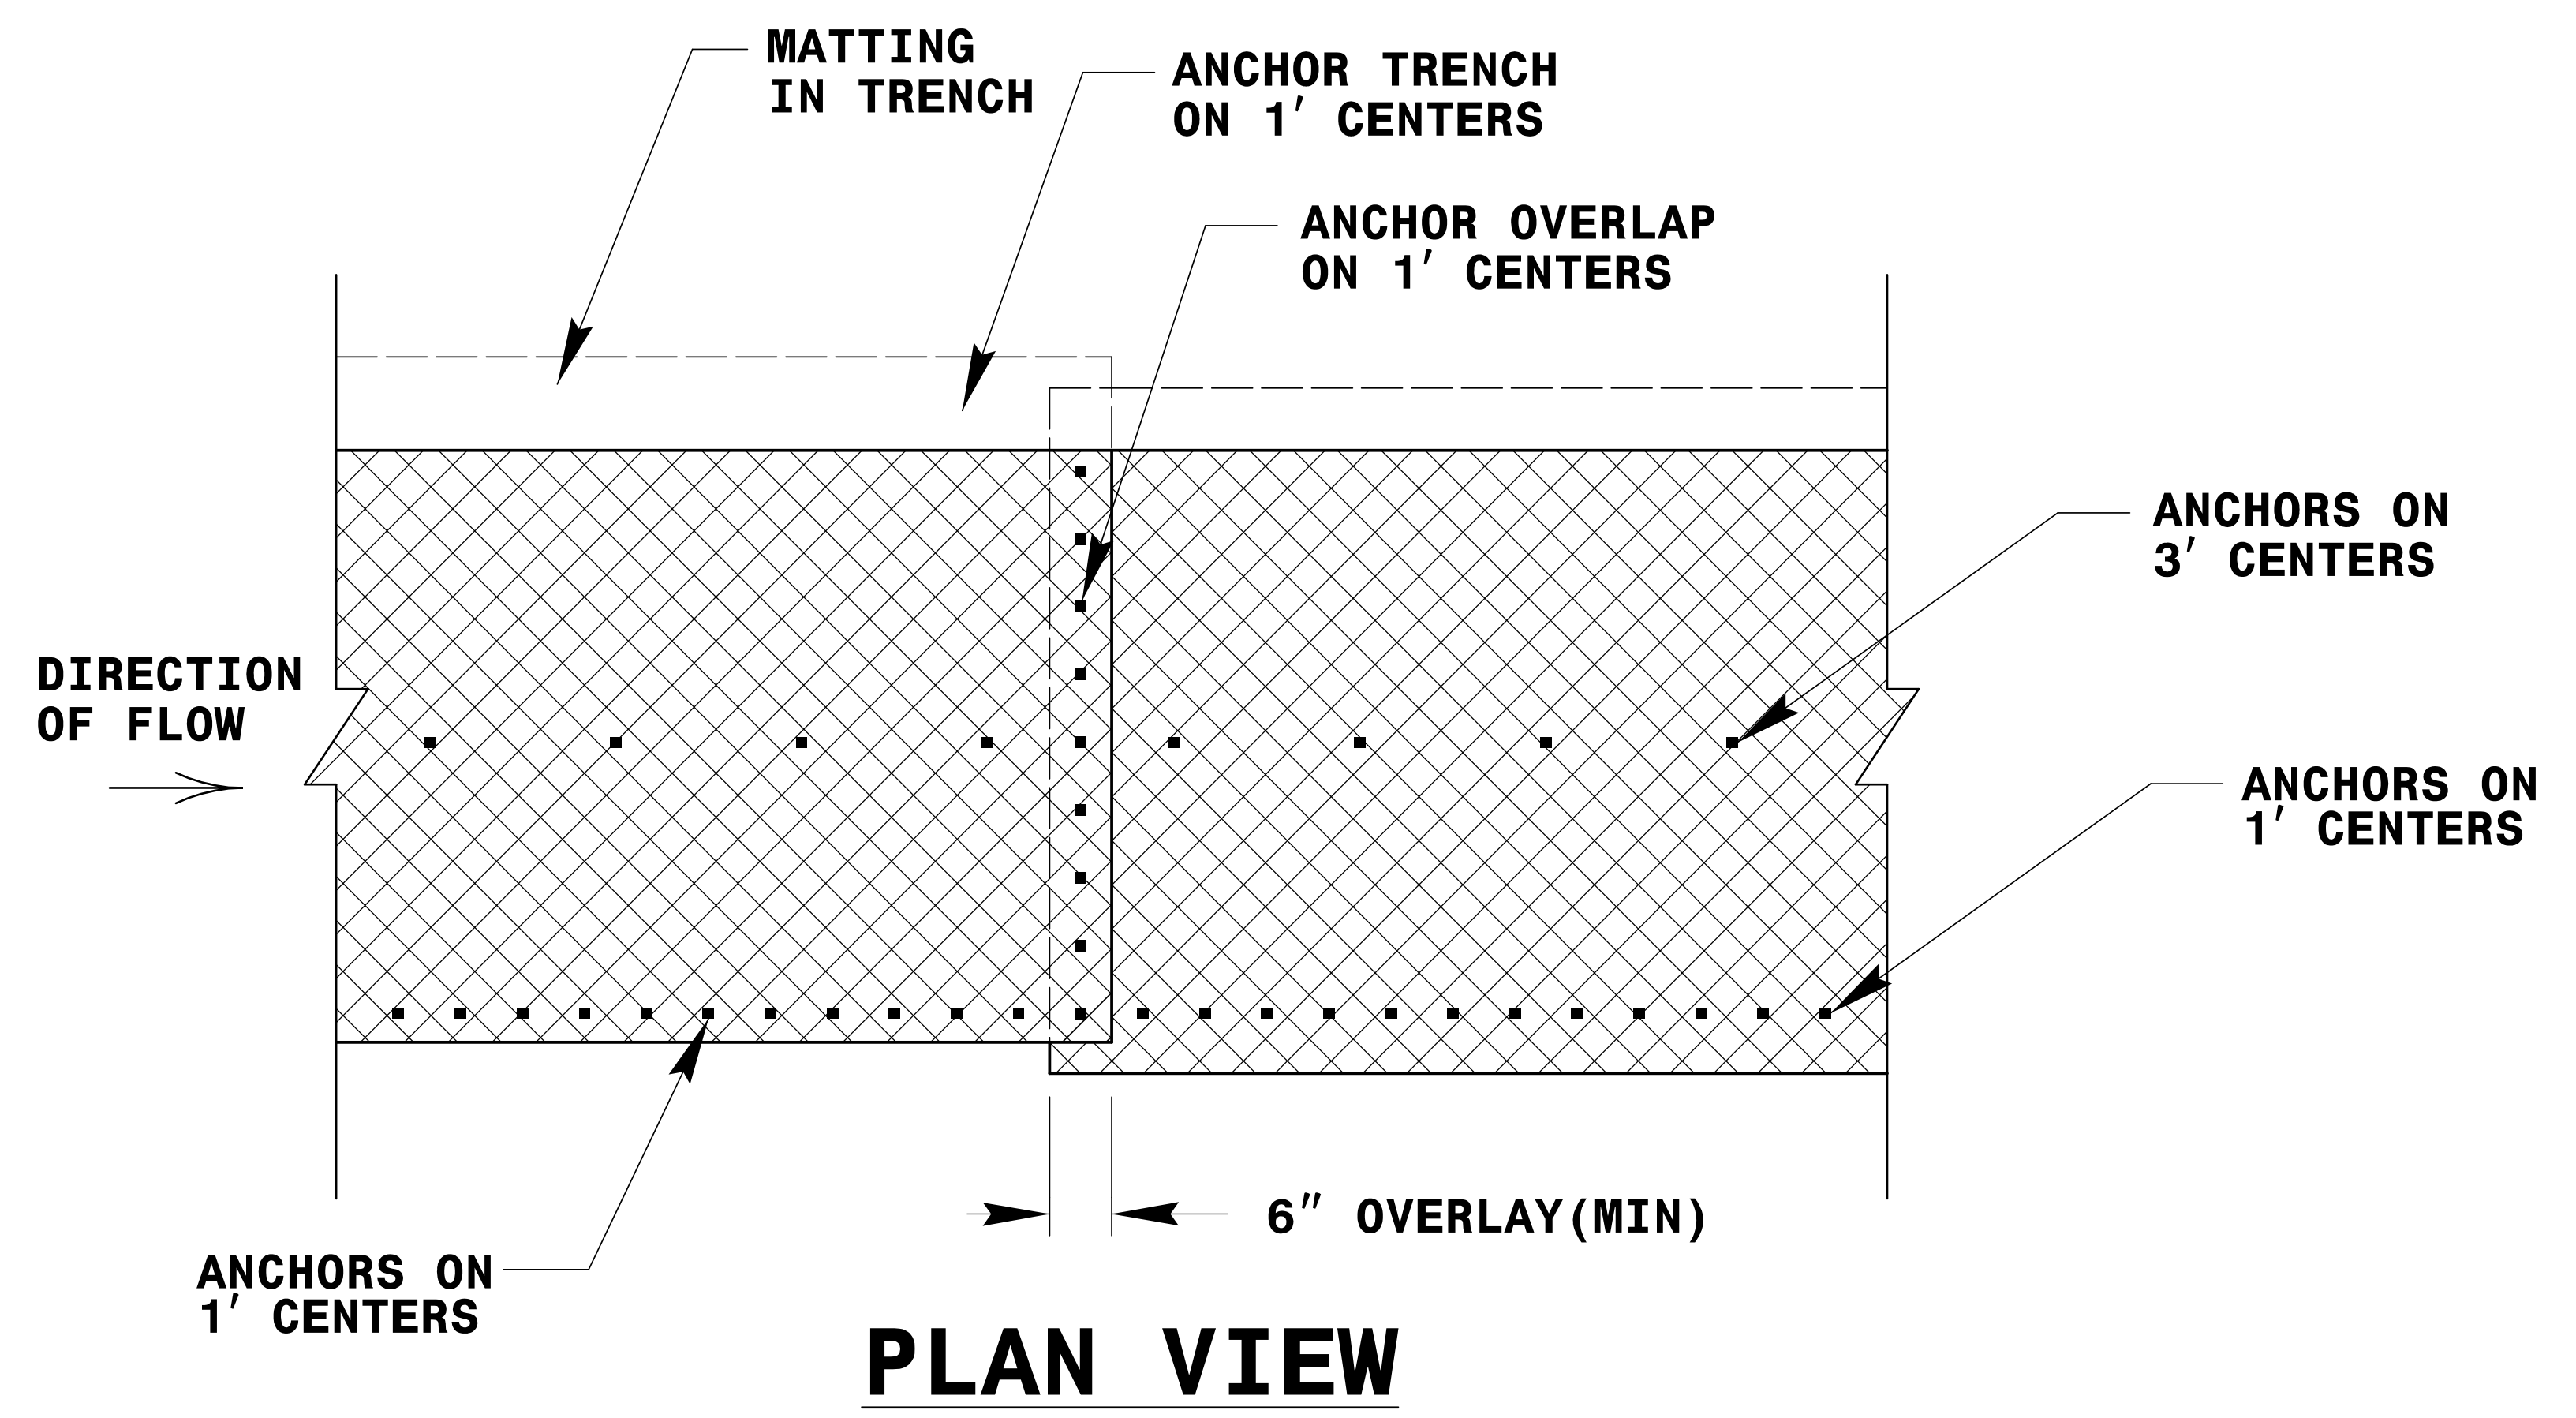 MATTING
IN TRENCH
ANCHOR TRENCH
ON 1' CENTERS
ANCHOR OVERLAP
ON 1' CENTERS
ANCHORS ON
3' CENTERS
DIRECTION
OF FLOW
ANCHORS ON
1' CENTERS
6" OVERLAY(MIN)
ANCHORS ON
1' CENTERS
PLAN VIEW